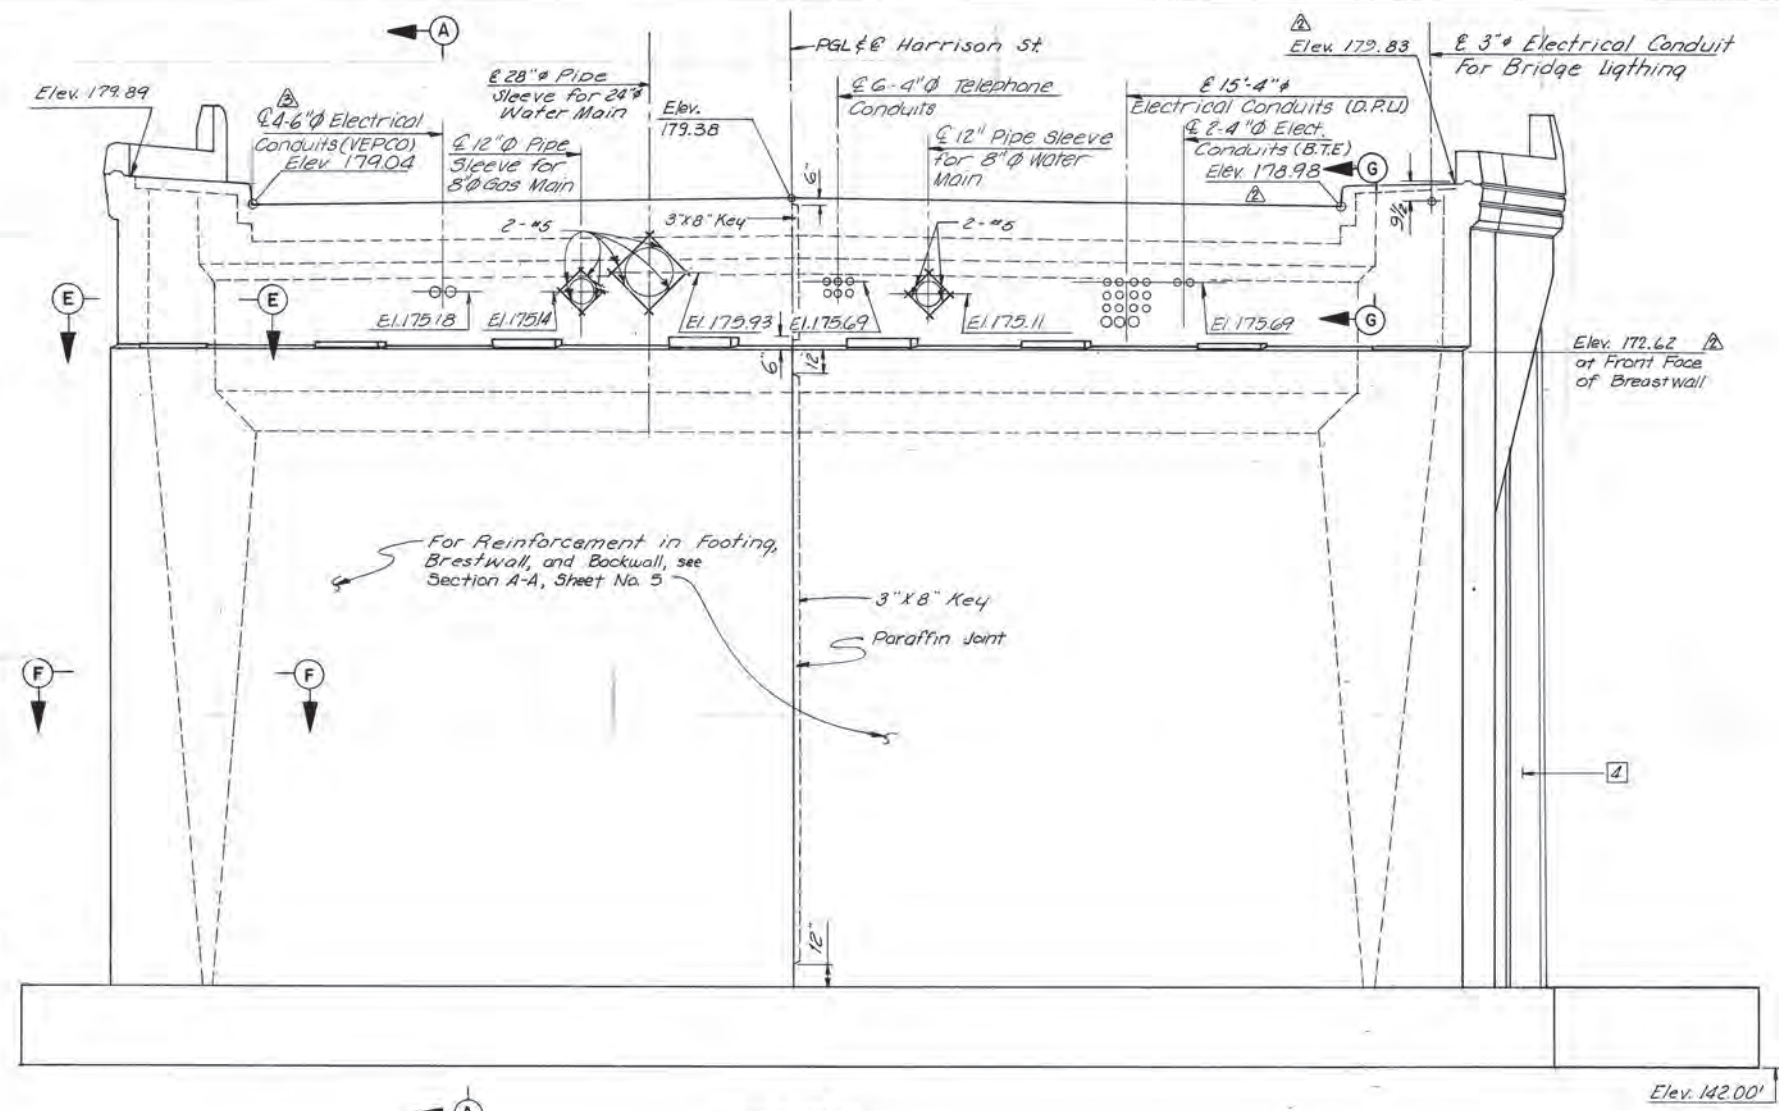 A
PGL & ℄ Harrison St.
2
Elev. 179.83
℄ 3"ø Electrical Conduit
For Bridge Ligthing
Elev. 179.89
3
℄ 4-6"Ø Electrical
Conduits (VEPCO)
Elev. 179.04
℄ 28"ø Pipe
Sleeve for 24"ø
Water Main
℄ 12"Ø Pipe
Sleeve for
8"Ø Gas Main
Elev.
179.38
℄ 6-4"Ø Telephone
Conduits
℄ 12" Pipe Sleeve
for 8"Ø Water
Main
℄ 15'-4"ø
Electrical Conduits (D.P.U)
℄ 2-4"Ø Elect.
Conduits (B.T.E)
Elev. 178.98
2
G
6"
9½
2-#5
3"X8" Key
2-#5
E
E
El. 175.18
El. 175.14
El. 175.93
El. 175.69
El. 175.11
El. 175.69
G
6"
12"
Elev. 172.62 2
at Front Face
of Breastwall
For Reinforcement in Footing,
Brestwall, and Backwall, see
Section A-A, Sheet No. 5
3"X8" Key
Paraffin Joint
F
F
4
12"
Elev. 142.00'
A